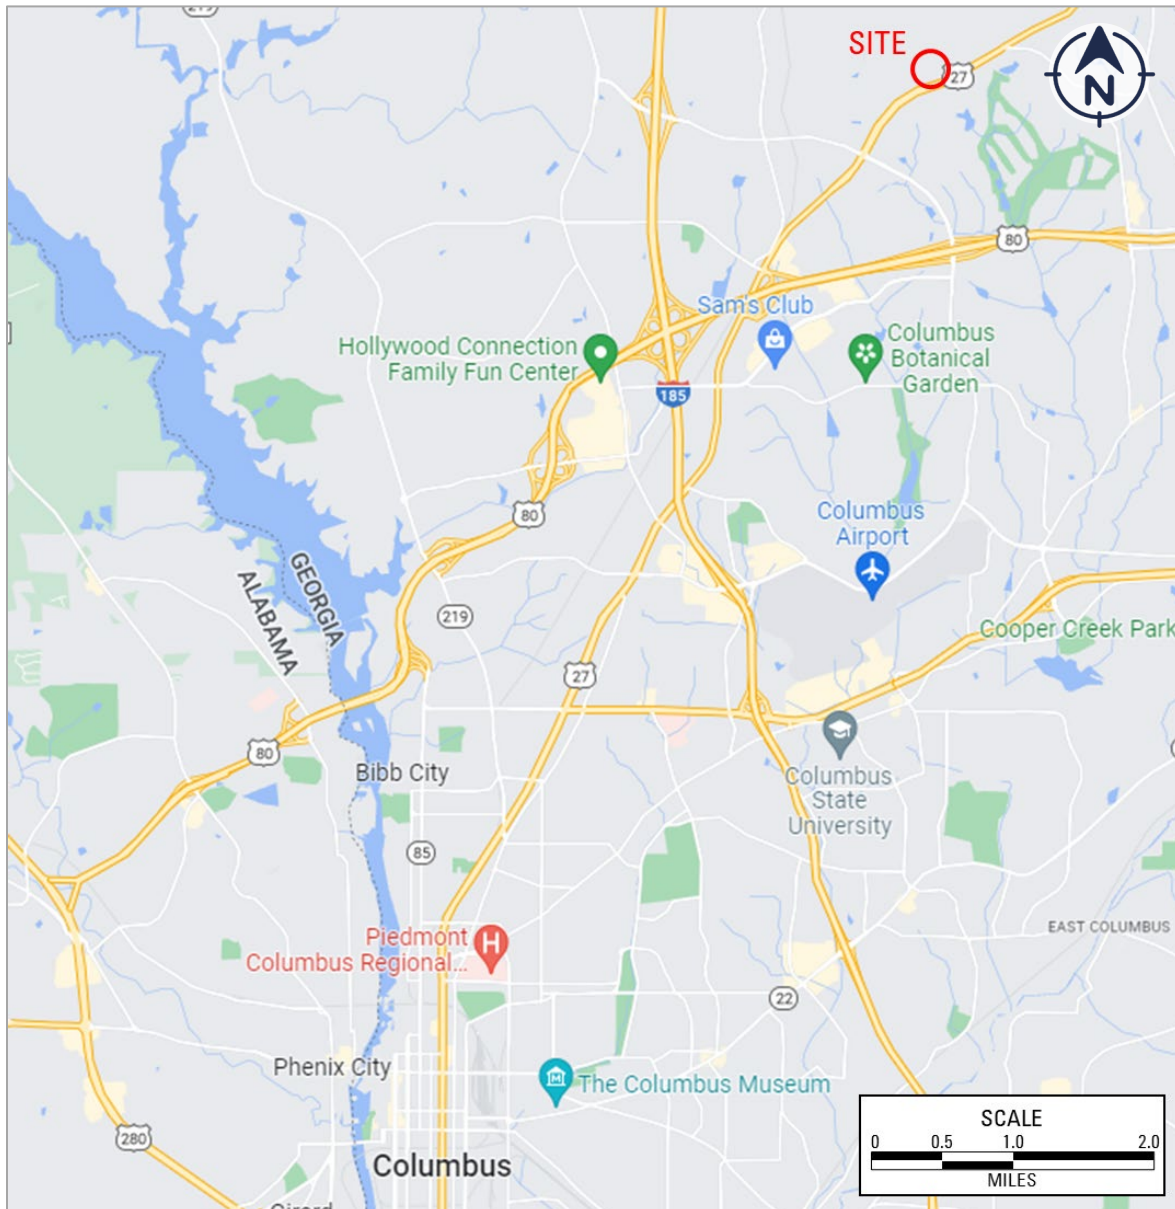 219
SITE
27
N
80
Sam's Club
Hollywood Connection
Family Fun Center
Columbus
Botanical
Garden
185
80
Columbus
Airport
GEORGIA
ALABAMA
219
Cooper Creek Park
27
80
Bibb City
Columbus
State
University
85
EAST COLUMBUS
Piedmont
Columbus Regional...
H
22
Phenix City
M
The Columbus Museum
280
Columbus
Girard
SCALE
0 0.5 1.0 2.0
MILES